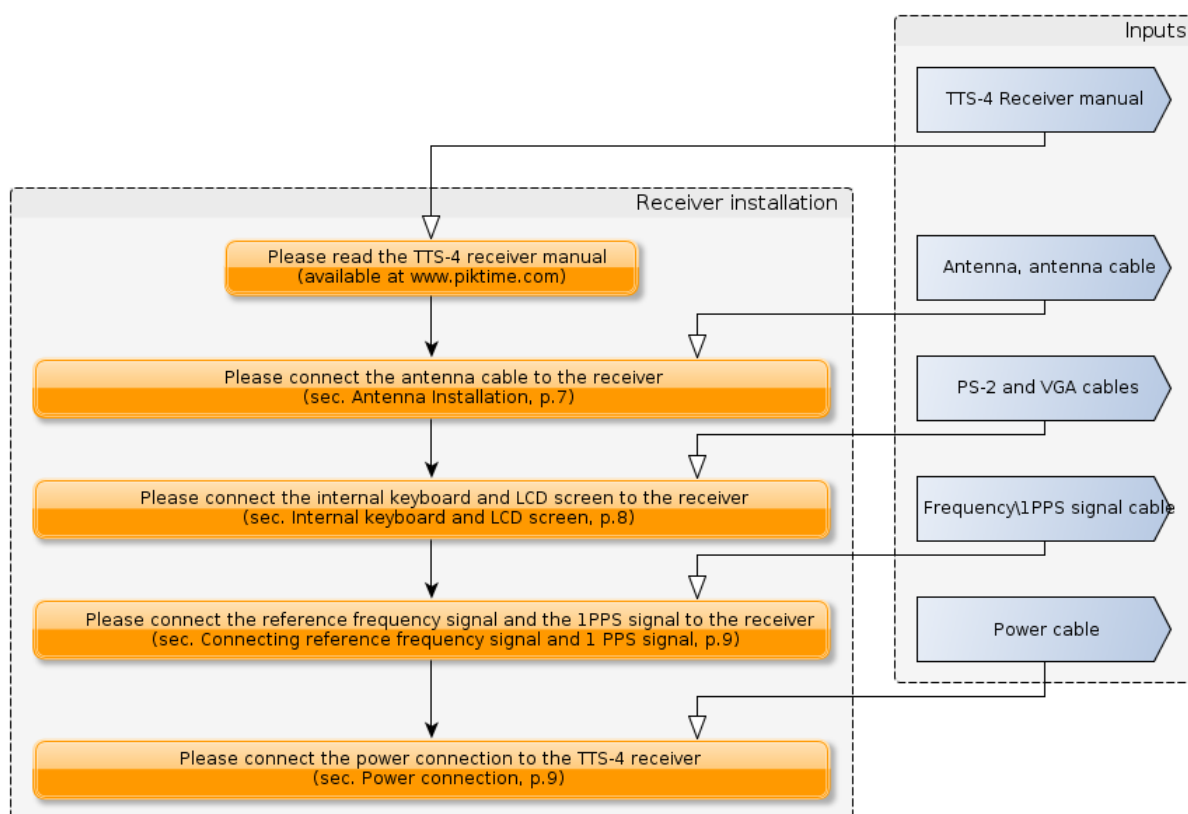 Inputs
TTS-4 Receiver manual
Receiver installation
Please read the TTS-4 receiver manual
(available at www.piktime.com)
Antenna, antenna cable
Please connect the antenna cable to the receiver
(sec. Antenna Installation, p.7)
PS-2 and VGA cables
Please connect the internal keyboard and LCD screen to the receiver
(sec. Internal keyboard and LCD screen, p.8)
Frequency\1PPS signal cable
Please connect the reference frequency signal and the 1PPS signal to the receiver
(sec. Connecting reference frequency signal and 1 PPS signal, p.9)
Power cable
Please connect the power connection to the TTS-4 receiver
(sec. Power connection, p.9)